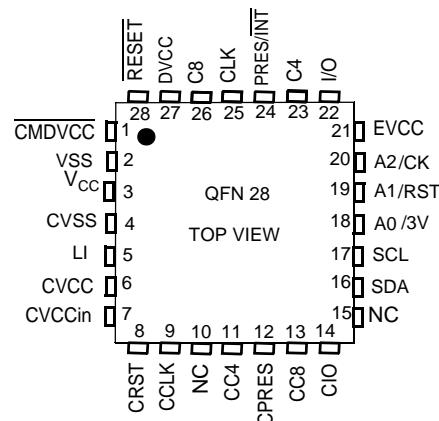 RESET
DVCC
C8
CLK
PRES/INT
C4
I/O
28
27
26
25
24
23
22
CMDVCC
1
VSS
2
VCC
3
CVSS
4
LI
5
CVCC
6
CVCCin
7
QFN 28
TOP VIEW
21
EVCC
20
A2/CK
19
A1/RST
18
A0/3V
17
SCL
16
SDA
15
NC
8
9
10
11
12
13
14
CRST
CCLK
NC
CC4
CPRES
CC8
CIO